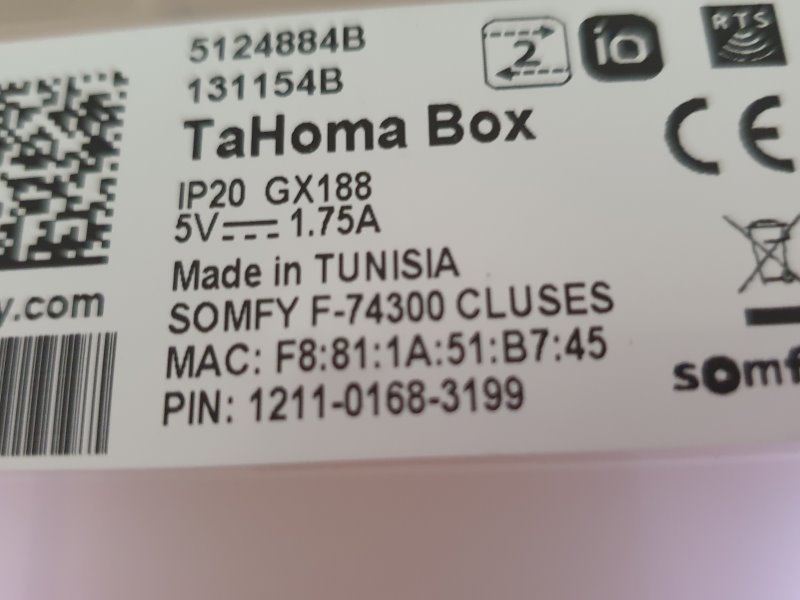 5124884B
131154B
2
io
RTS
TaHoma Box
CE
IP20 GX188
5V 1.75A
Made in TUNISIA
SOMFY F-74300 CLUSES
MAC: F8:81:1A:51:B7:45
PIN: 1211-0168-3199
y.com
somf